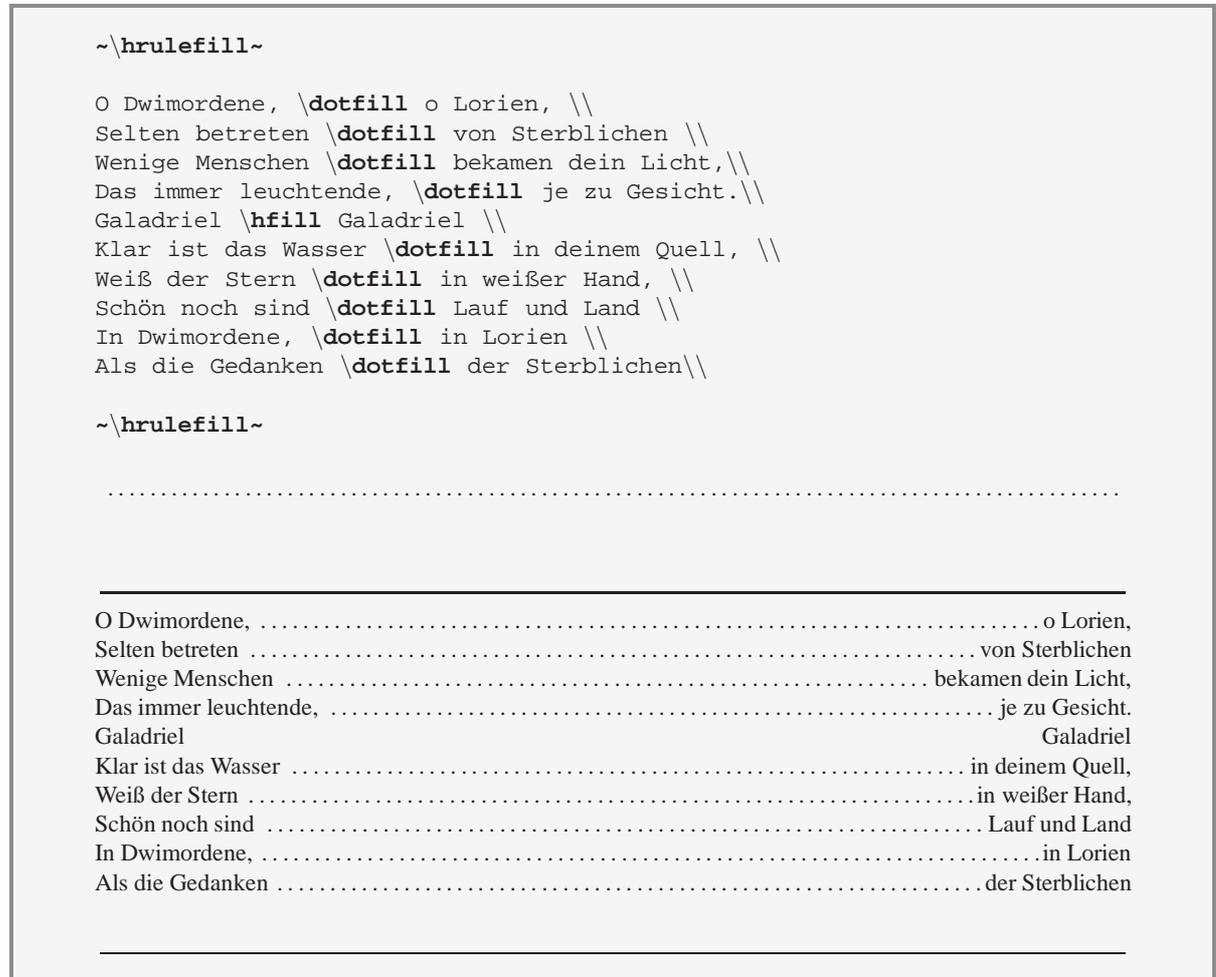 ~\hrulefill~
O Dwimordene, \dotfill o Lorien, \\
Selten betreten \dotfill von Sterblichen \\
Wenige Menschen \dotfill bekamen dein Licht,\\
Das immer leuchtende, \dotfill je zu Gesicht.\\
Galadriel \hfill Galadriel \\
Klar ist das Wasser \dotfill in deinem Quell, \\
Weiß der Stern \dotfill in weißer Hand, \\
Schön noch sind \dotfill Lauf und Land \\
In Dwimordene, \dotfill in Lorien \\
Als die Gedanken \dotfill der Sterblichen\\
~\hrulefill~
O Dwimordene, ........ o Lorien,
Selten betreten ........ von Sterblichen
Wenige Menschen ........ bekamen dein Licht,
Das immer leuchtende, ........ je zu Gesicht.
Galadriel Galadriel
Klar ist das Wasser ........ in deinem Quell,
Weiß der Stern ........ in weißer Hand,
Schön noch sind ........ Lauf und Land
In Dwimordene, ........ in Lorien
Als die Gedanken ........ der Sterblichen